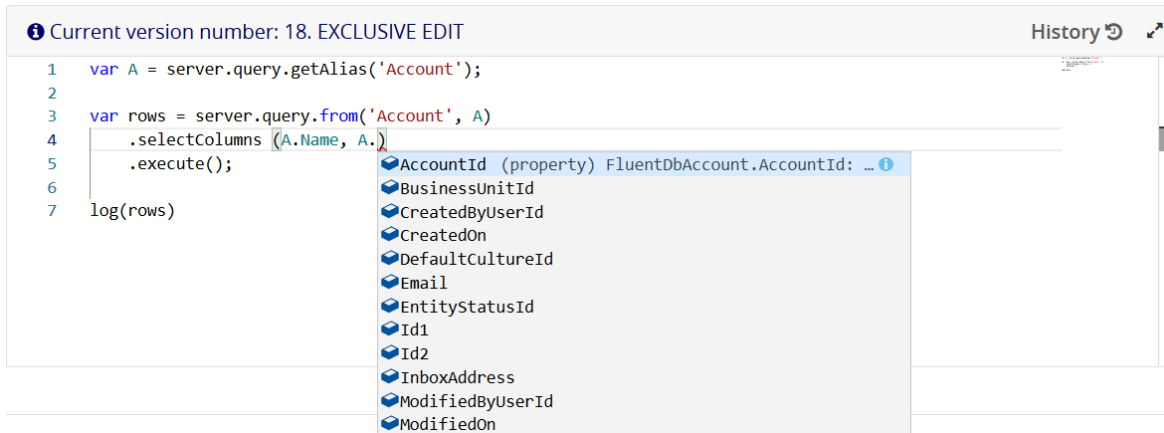 Current version number: 18. EXCLUSIVE EDIT History
1 var A = server.query.getAlias('Account');
2
3 var rows = server.query.from('Account', A)
4 .selectColumns (A.Name, A.)
5 .execute();
6
7 log(rows)
AccountId (property) FluentDbAccount.AccountId: …
BusinessUnitId
CreatedByUserId
CreatedOn
DefaultCultureId
Email
EntityStatusId
Id1
Id2
InboxAddress
ModifiedByUserId
ModifiedOn